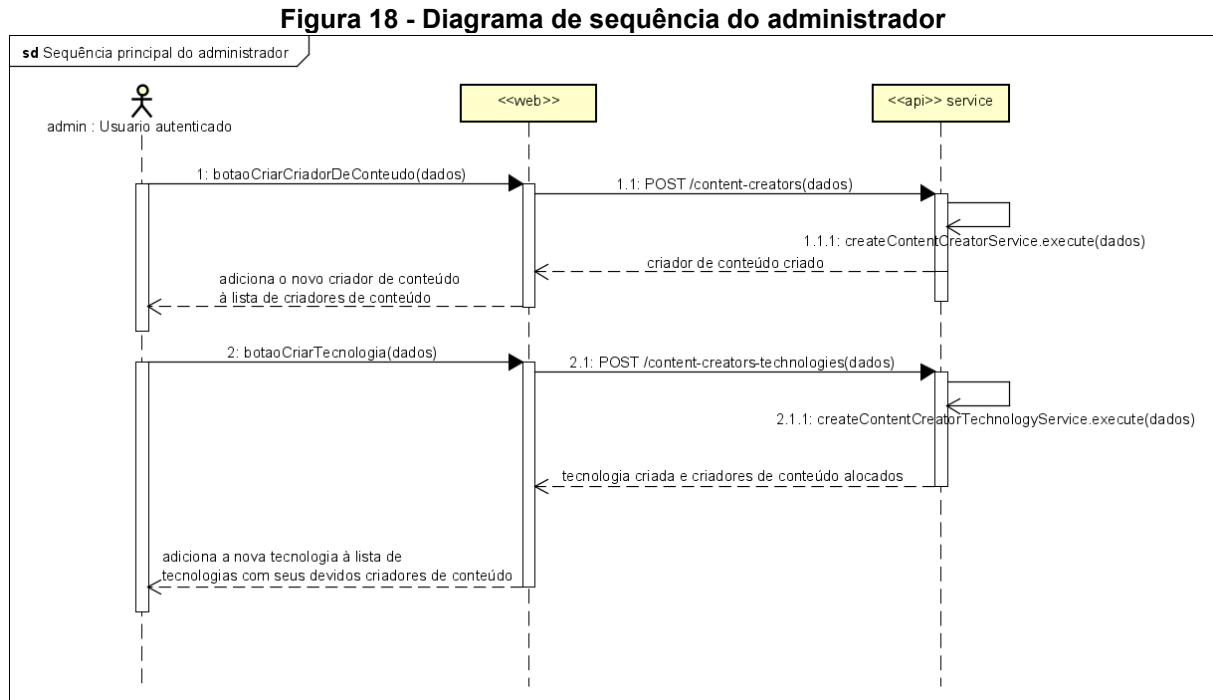 Figura 18 - Diagrama de sequência do administrador
sd Sequência principal do administrador
<<web>>
<<api>> service
admin : Usuario autenticado
1: botaoCriarCriadorDeConteudo(dados)
1.1: POST /content-creators(dados)
1.1.1: createContentCreatorService.execute(dados)
criador de conteúdo criado
adiciona o novo criador de conteúdo
à lista de criadores de conteúdo
2: botaoCriarTecnologia(dados)
2.1: POST /content-creators-technologies(dados)
2.1.1: createContentCreatorTechnologyService.execute(dados)
tecnologia criada e criadores de conteúdo alocados
adiciona a nova tecnologia à lista de
tecnologias com seus devidos criadores de conteúdo